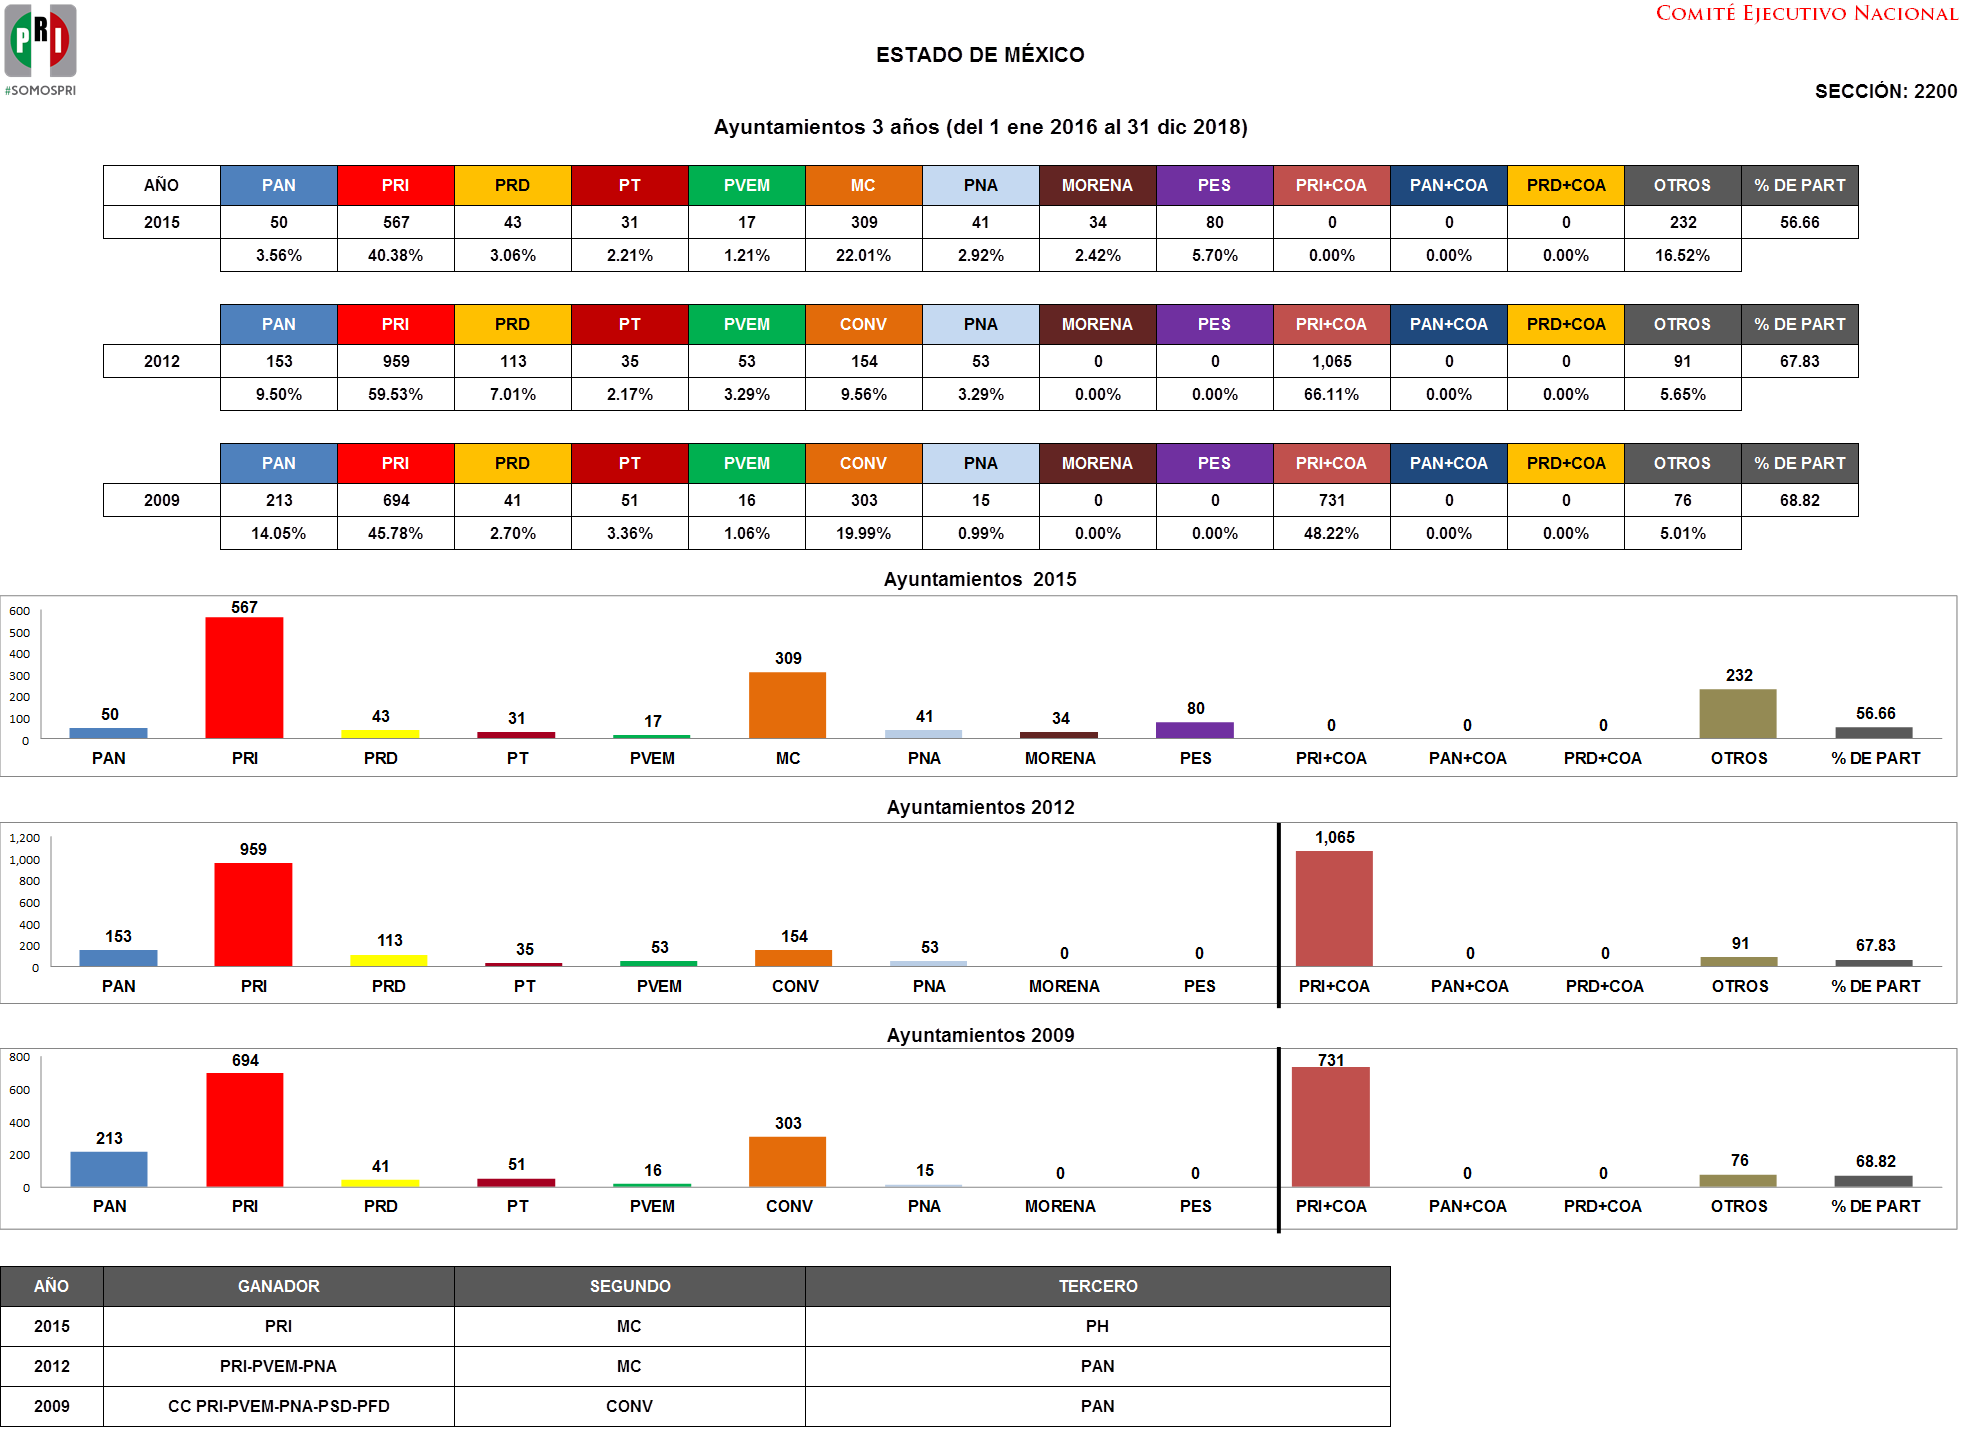 PRI
#SOMOSPRI
COMITÉ EJECUTIVO NACIONAL
ESTADO DE MÉXICO
SECCIÓN: 2200
Ayuntamientos 3 años (del 1 ene 2016 al 31 dic 2018)
AÑO PAN PRI PRD PT PVEM MC PNA MORENA PES PRI+COA PAN+COA PRD+COA OTROS % DE PART
2015 50 567 43 31 17 309 41 34 80 0 0 0 232 56.66
3.56% 40.38% 3.06% 2.21% 1.21% 22.01% 2.92% 2.42% 5.70% 0.00% 0.00% 0.00% 16.52%
PAN PRI PRD PT PVEM CONV PNA MORENA PES PRI+COA PAN+COA PRD+COA OTROS % DE PART
2012 153 959 113 35 53 154 53 0 0 1,065 0 0 91 67.83
9.50% 59.53% 7.01% 2.17% 3.29% 9.56% 3.29% 0.00% 0.00% 66.11% 0.00% 0.00% 5.65%
PAN PRI PRD PT PVEM CONV PNA MORENA PES PRI+COA PAN+COA PRD+COA OTROS % DE PART
2009 213 694 41 51 16 303 15 0 0 731 0 0 76 68.82
14.05% 45.78% 2.70% 3.36% 1.06% 19.99% 0.99% 0.00% 0.00% 48.22% 0.00% 0.00% 5.01%
Ayuntamientos 2015
600
500
400
300
200
100
0
50 567 43 31 17 309 41 34 80 0 0 0 232 56.66
PAN PRI PRD PT PVEM MC PNA MORENA PES PRI+COA PAN+COA PRD+COA OTROS % DE PART
Ayuntamientos 2012
1,200
1,000
800
600
400
200
0
153 959 113 35 53 154 53 0 0 1,065 0 0 91 67.83
PAN PRI PRD PT PVEM CONV PNA MORENA PES PRI+COA PAN+COA PRD+COA OTROS % DE PART
Ayuntamientos 2009
800
600
400
200
0
213 694 41 51 16 303 15 0 0 731 0 0 76 68.82
PAN PRI PRD PT PVEM CONV PNA MORENA PES PRI+COA PAN+COA PRD+COA OTROS % DE PART
AÑO GANADOR SEGUNDO TERCERO
2015 PRI MC PH
2012 PRI-PVEM-PNA MC PAN
2009 CC PRI-PVEM-PNA-PSD-PFD CONV PAN